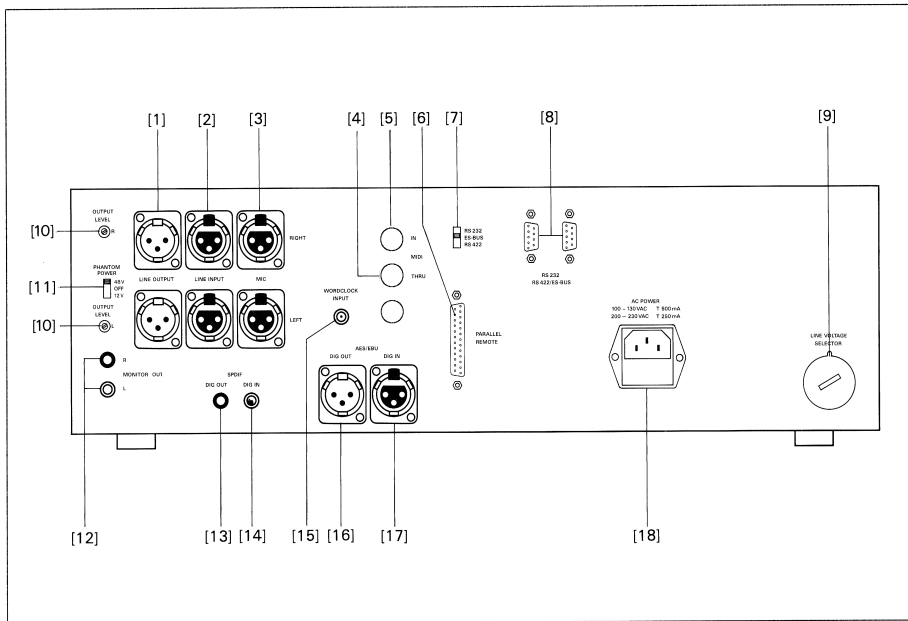 [1] [2] [3] [4] [5] [6] [7] [8] [9]
OUTPUT
LEVEL
R
[10]
PHANTOM
POWER
48V
OFF
12V
[11]
OUTPUT
LEVEL
L
[10]
LINE OUTPUT LINE INPUT MIC
RIGHT
LEFT
IN
MIDI
THRU
RS 232
ES-BUS
RS 422
RS 232
RS 422/ES-BUS
WORDCLOCK
INPUT
PARALLEL
REMOTE
AC POWER
100 – 130 VAC T 500 mA
200 – 230 VAC T 250 mA
LINE VOLTAGE
SELECTOR
R
MONITOR OUT
L
SPDIF
DIG OUT DIG IN
AES/EBU
DIG OUT DIG IN
[12] [13] [14] [15] [16] [17] [18]